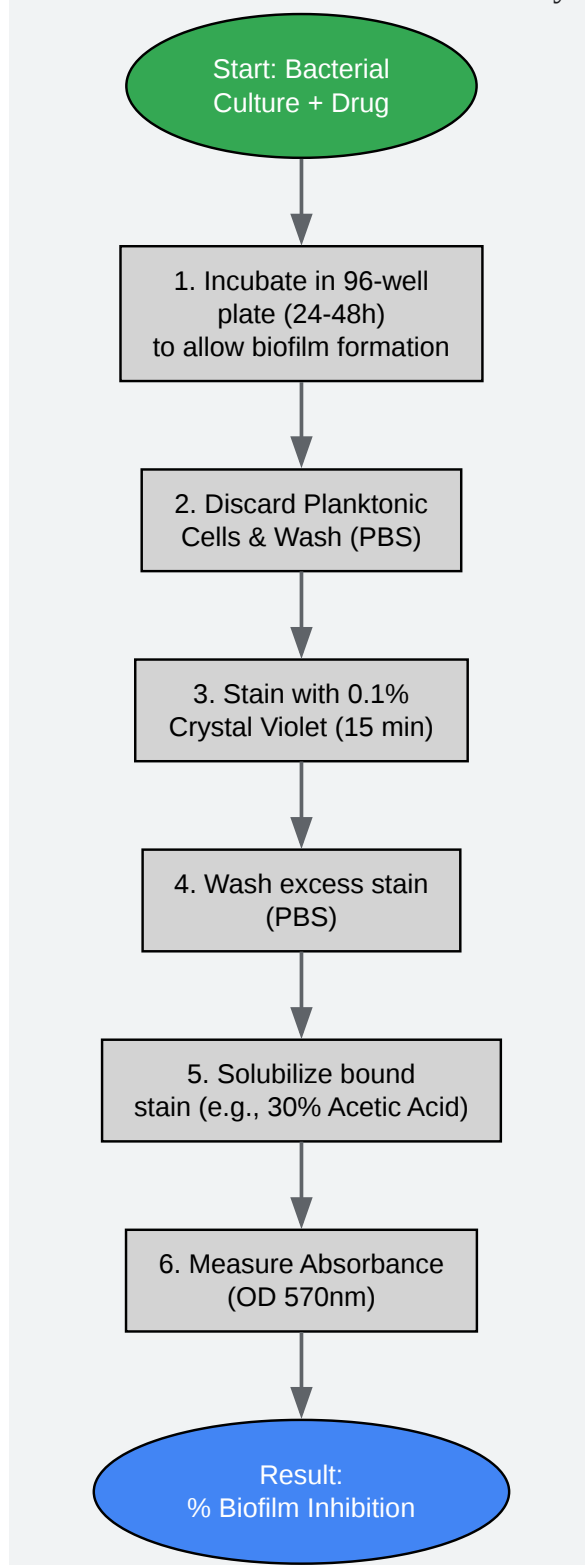 Start: Bacterial
Culture + Drug
1. Incubate in 96-well
plate (24-48h)
to allow biofilm formation
2. Discard Planktonic
Cells & Wash (PBS)
3. Stain with 0.1%
Crystal Violet (15 min)
4. Wash excess stain
(PBS)
5. Solubilize bound
stain (e.g., 30% Acetic Acid)
6. Measure Absorbance
(OD 570nm)
Result:
% Biofilm Inhibition